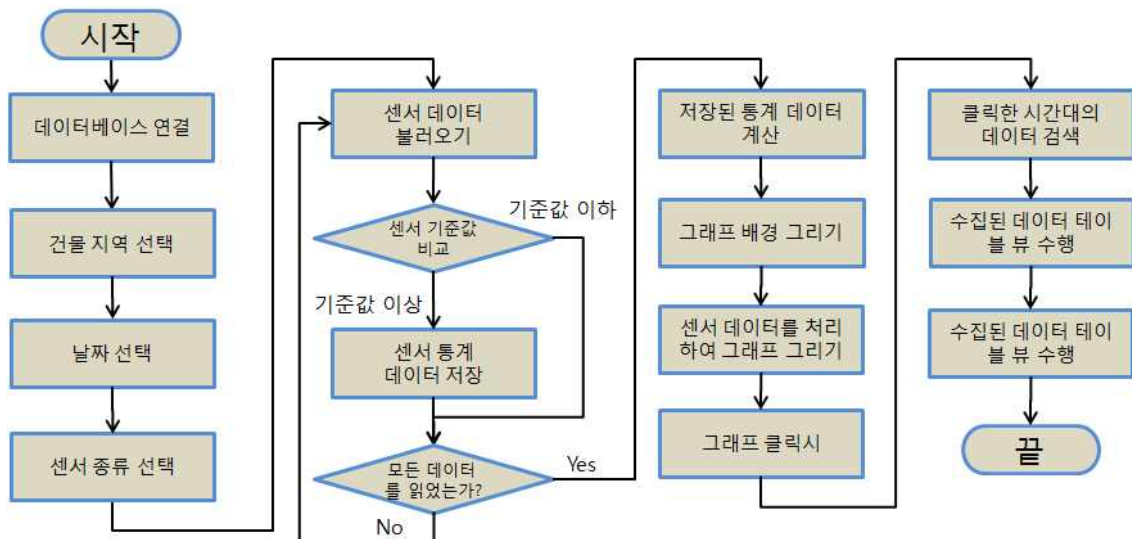 시작
데이터베이스 연결
건물 지역 선택
날짜 선택
센서 종류 선택
센서 데이터
불러오기
센서 기준값
비교
기준값 이하
기준값 이상
센서 통계
데이터 저장
모든 데이터
를 읽었는가?
Yes
No
저장된 통계 데이터
계산
그래프 배경 그리기
센서 데이터를 처리
하여 그래프 그리기
그래프 클릭시
클릭한 시간대의
데이터 검색
수집된 데이터 테이
블 뷰 수행
수집된 데이터 테이
블 뷰 수행
끝